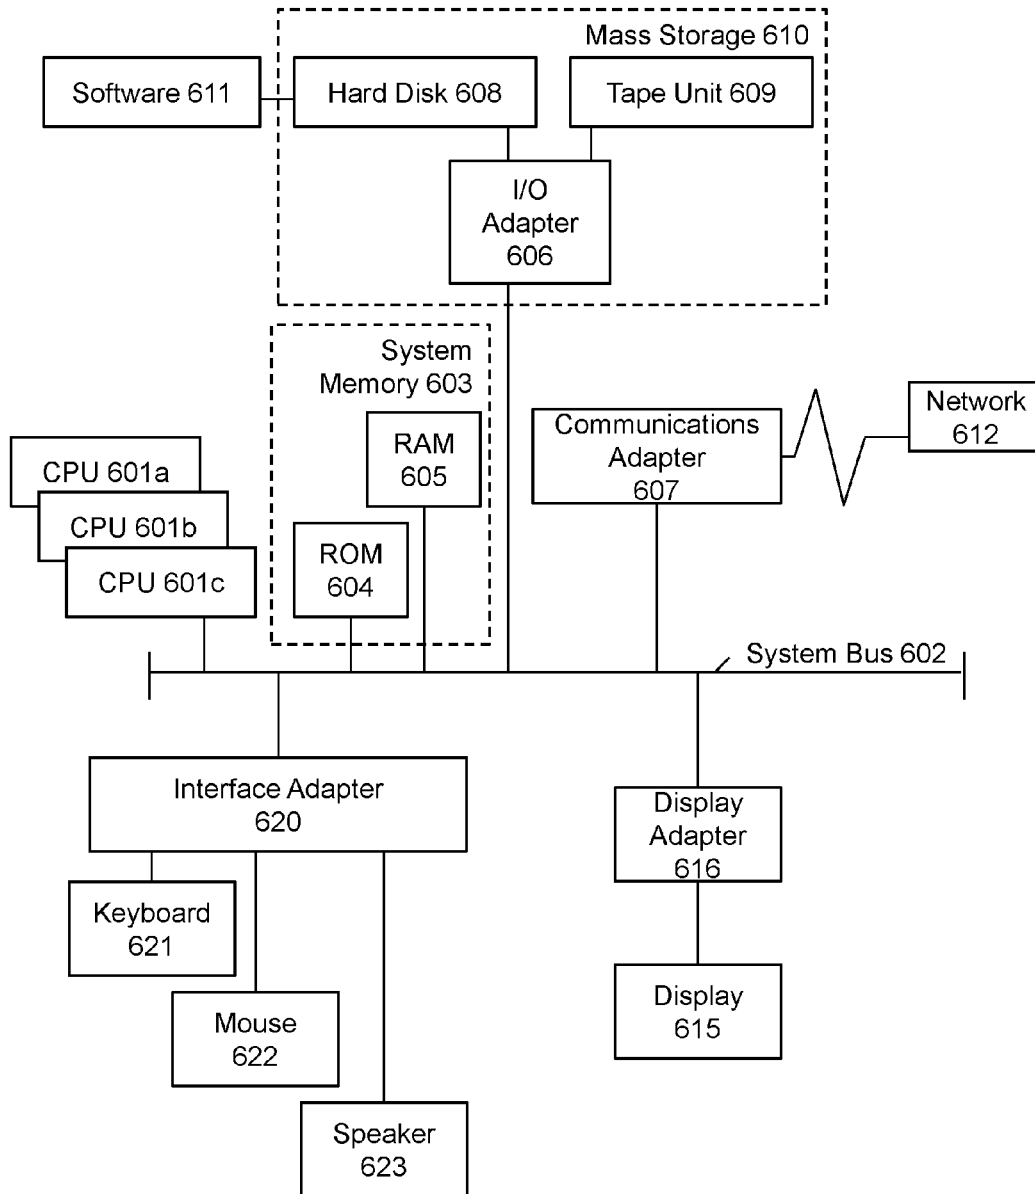 Mass Storage 610
Software 611
Hard Disk 608
Tape Unit 609
I/O
Adapter
606
System
Memory 603
RAM
605
ROM
604
Communications
Adapter
607
Network
612
CPU 601a
CPU 601b
CPU 601c
System Bus 602
Interface Adapter
620
Display
Adapter
616
Keyboard
621
Mouse
622
Display
615
Speaker
623